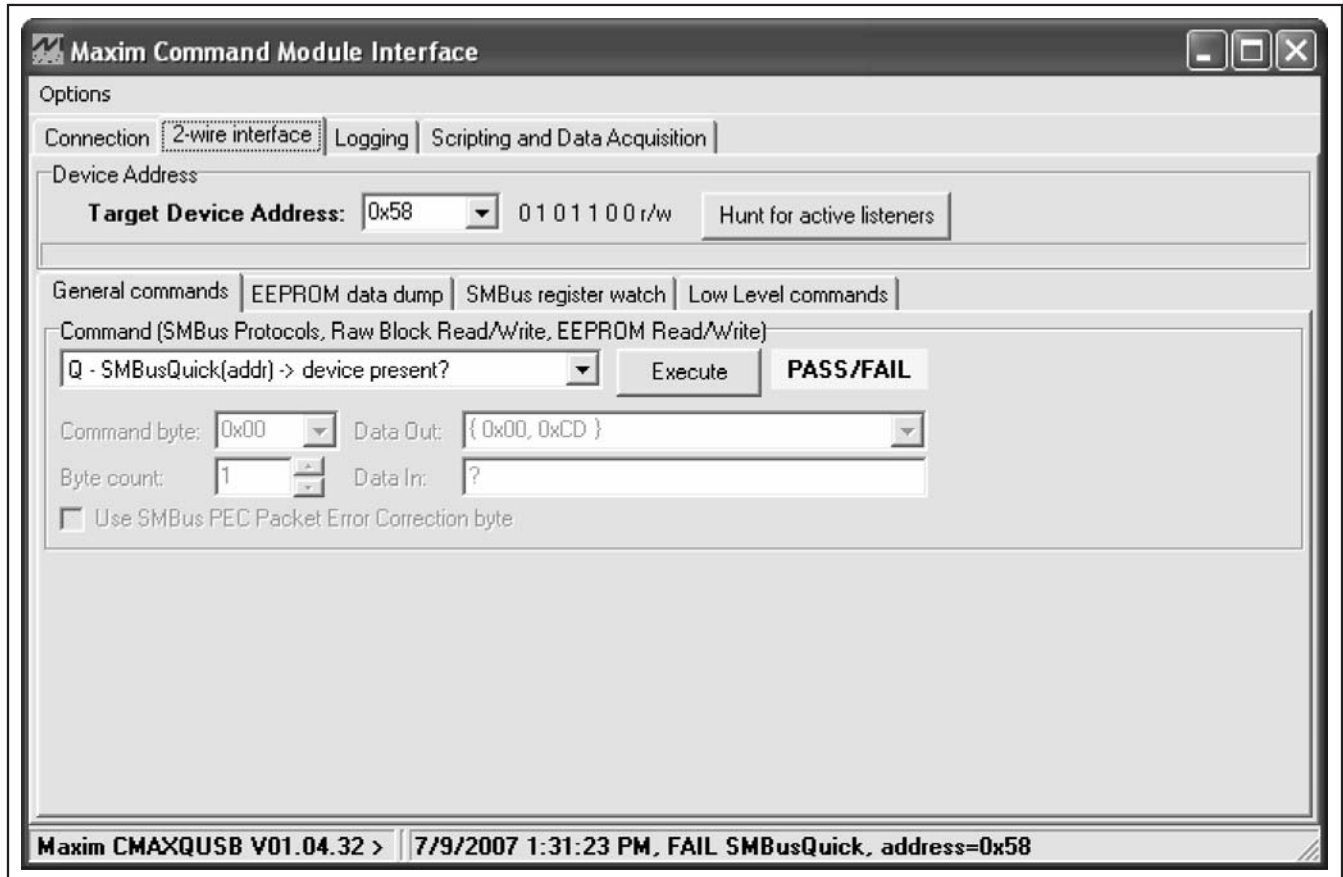 Maxim Command Module Interface
Options
Connection 2-wire interface Logging Scripting and Data Acquisition
Device Address
Target Device Address: 0x58 0 1 0 1 1 0 0 r/w Hunt for active listeners
General commands EEPROM data dump SMBus register watch Low Level commands
Command (SMBus Protocols, Raw Block Read/Write, EEPROM Read/Write)
Q - SMBusQuick(addr) -> device present? Execute PASS/FAIL
Command byte: 0x00 Data Out: { 0x00, 0xCD }
Byte count: 1 Data In: ?
Use SMBus PEC Packet Error Correction byte
Maxim CMAXQUSB V01.04.32 > 7/9/2007 1:31:23 PM, FAIL SMBusQuick, address=0x58